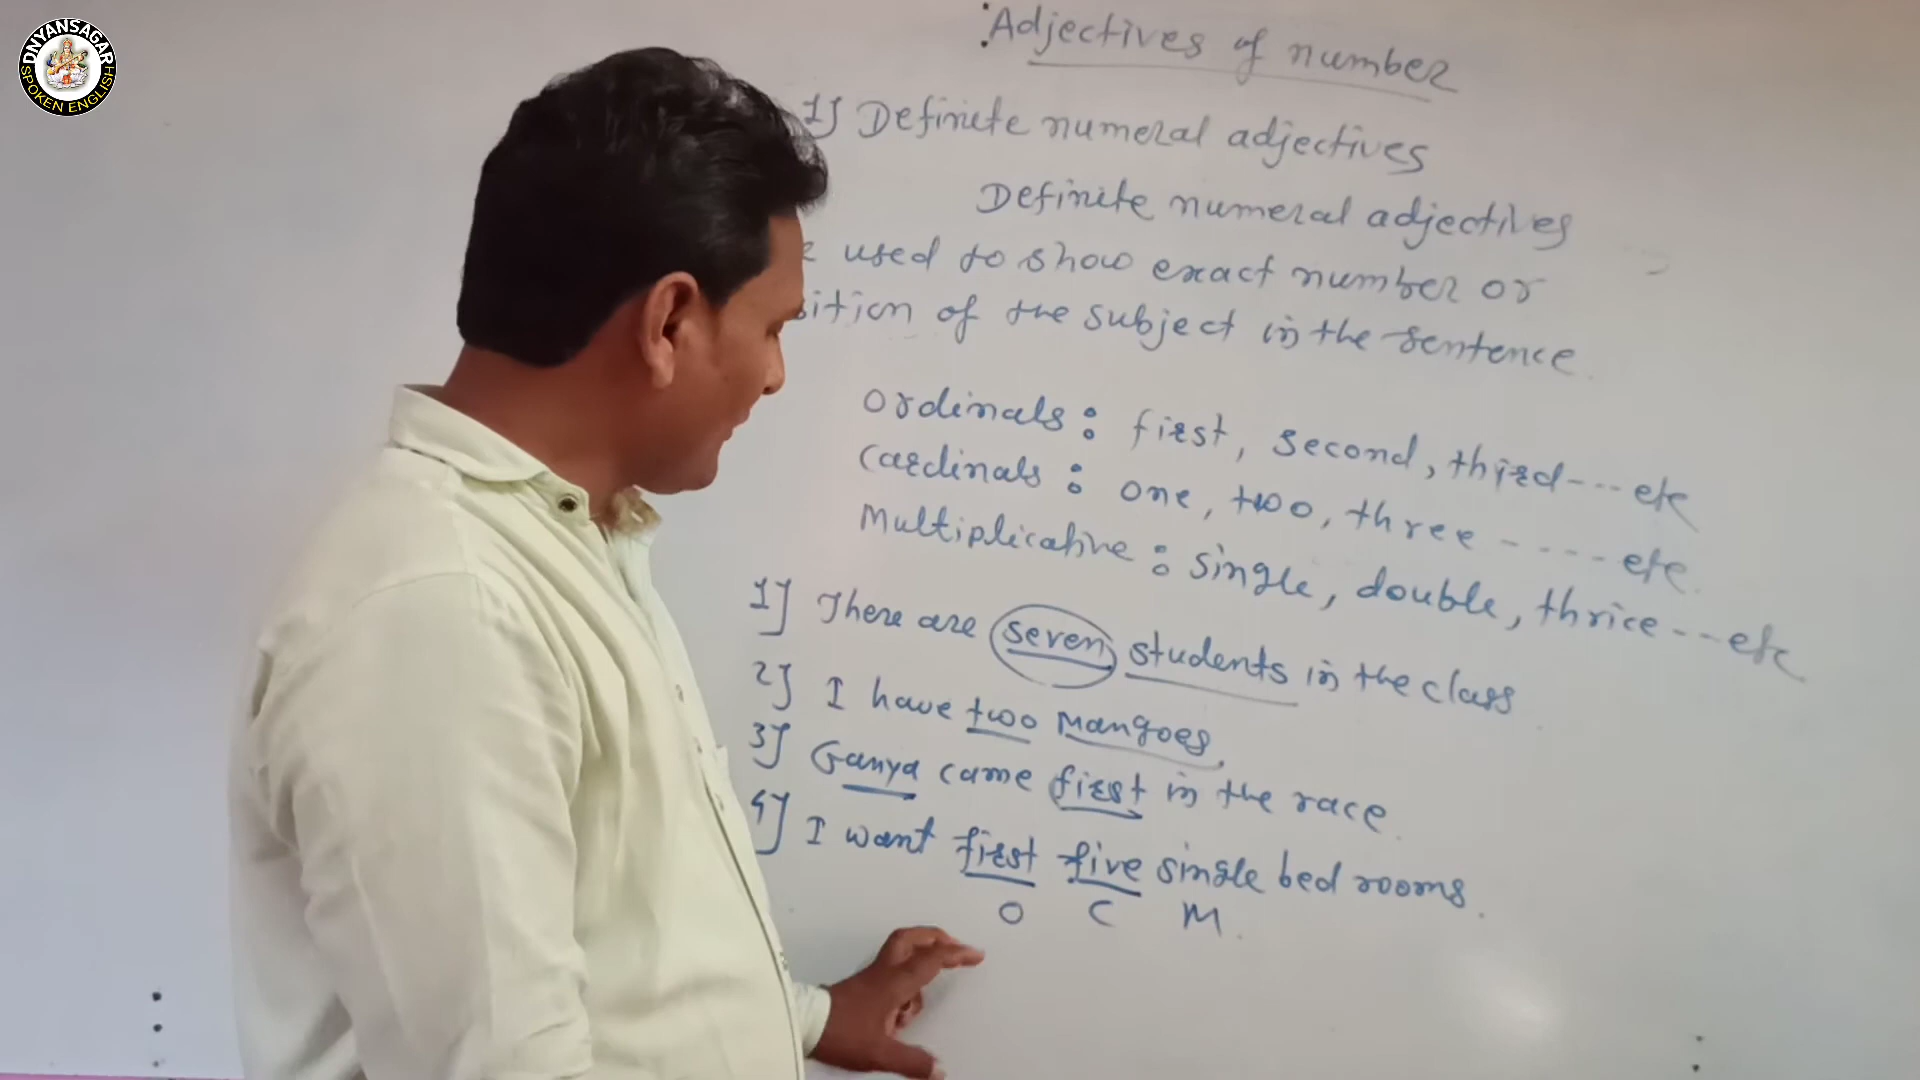 DNYANSAGAR
SPOKEN ENGLISH
Adjectives of number
1] Definite numeral adjectives
Definite numeral adjectives
used to show exact number or
sition of the subject in the sentence.
Ordinals : first, second, third --- etc
Cardinals : one, two, three ---- etc.
Multiplicative : single, double, thrice --- etc
1] There are seven students in the class
2] I have two mangoes.
3] Ganya came first in the race.
4] I want first five single bed rooms.
O C M.